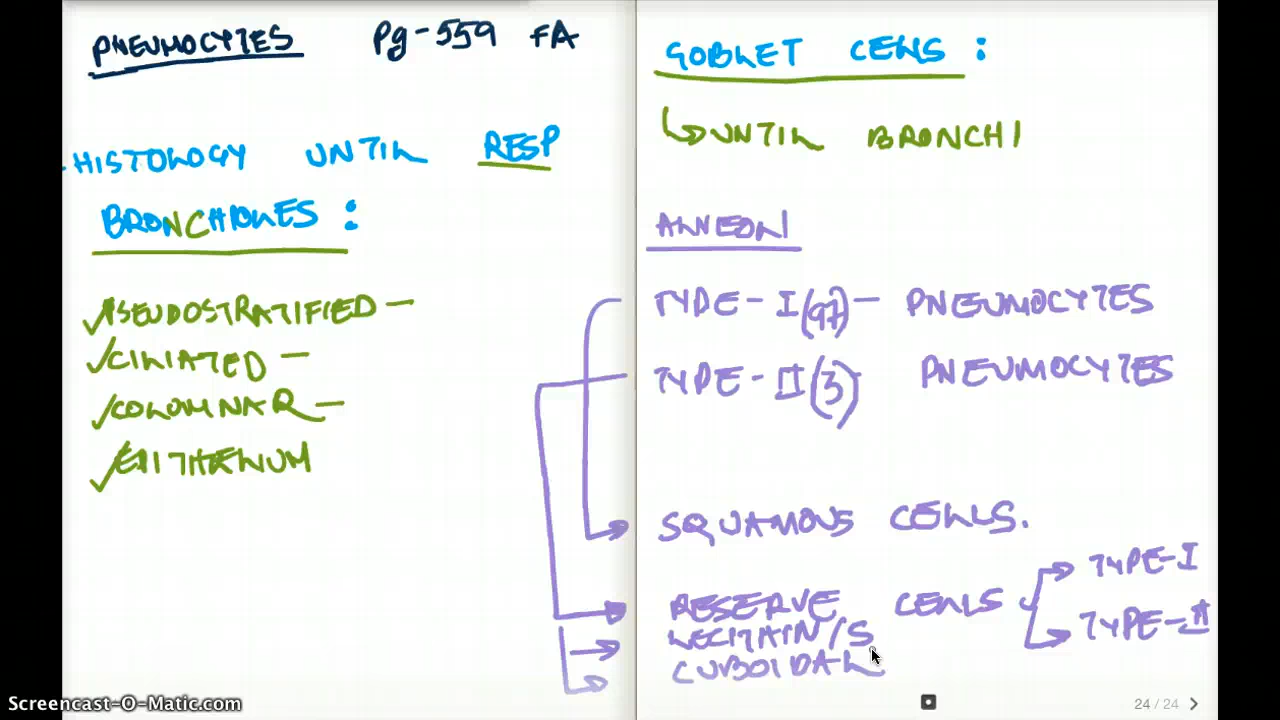 PNEUMOCYTES Pg-559 FA
HISTOLOGY UNTIL RESP
BRONCHIOLES :
PSEUDOSTRATIFIED -
CILIATED -
COLUMNAR -
EPITHELIUM
GOBLET CELLS :
UNTIL BRONCHI
ALVEOLI
TYPE - I (97) - PNEUMOCYTES
TYPE - II (3) PNEUMOCYTES
SQUAMOUS CELLS.
RESERVE CELLS
TYPE-I
TYPE-II
LECITHIN/S
CUBOIDAL
Screencast-O-Matic.com
24 / 24